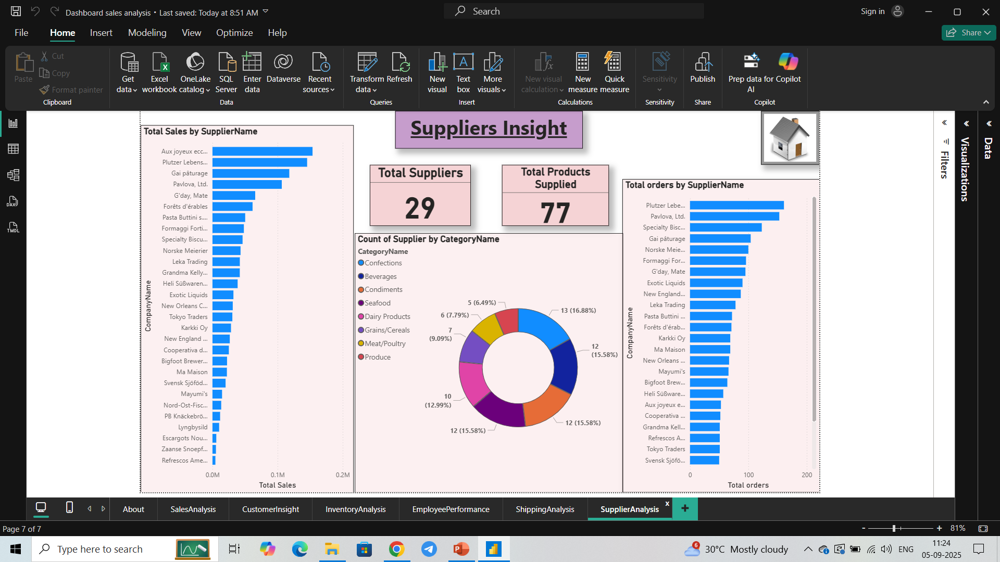 Dashboard sales analysis • Last saved: Today at 8:51 AM
Search
Sign in
File
Home
Insert
Modeling
View
Optimize
Help
Share
Paste
Cut
Copy
Format painter
Clipboard
Get data
Excel workbook
OneLake catalog
SQL Server
Enter data
Dataverse
Recent sources
Data
Transform data
Refresh
Queries
New visual
Text box
More visuals
Insert
New visual calculation
New measure
Quick measure
Calculations
Sensitivity
Sensitivity
Publish
Share
Prep data for AI
Copilot
Copilot
DAX
TMDL
Total Sales by SupplierName
CompanyName
Aux joyeux ecc...
Plutzer Lebens...
Gai pâturage
Pavlova, Ltd.
G'day, Mate
Forêts d'érables
Pasta Buttini s....
Formaggi Forti...
Specialty Biscu...
Norske Meierier
Leka Trading
Grandma Kelly...
Heli Süßwaren...
Exotic Liquids
New Orleans C...
Tokyo Traders
Karkki Oy
New England ...
Cooperativa d...
Bigfoot Brewer...
Ma Maison
Svensk Sjöföd...
Mayumi's
Nord-Ost-Fisc...
PB Knäckebrö...
Lyngbysild
Escargots Nou...
Zaanse Snoepf...
Refrescos Ame...
0.0M
0.1M
0.2M
Total Sales
Suppliers Insight
Total Suppliers
29
Total Products Supplied
77
Count of Supplier by CategoryName
CategoryName
Confections
Beverages
Condiments
Seafood
Dairy Products
Grains/Cereals
Meat/Poultry
Produce
13 (16.88%)
12 (15.58%)
12 (15.58%)
12 (15.58%)
10 (12.99%)
7 (9.09%)
6 (7.79%)
5 (6.49%)
Total orders by SupplierName
CompanyName
Plutzer Lebe...
Pavlova, Ltd.
Specialty Bisc...
Gai pâturage
Norske Meie...
Formaggi For...
G'day, Mate
Exotic Liquids
New England...
Leka Trading
Pasta Buttini ...
Forêts d'érab...
Karkki Oy
Ma Maison
New Orleans ...
Mayumi's
Bigfoot Brew...
Heli Süßware...
Aux joyeux e...
Cooperativa ...
Grandma Kell...
Refrescos A...
Tokyo Traders
Svensk Sjöfö...
0
100
200
Total orders
Filters
Visualizations
Data
About
SalesAnalysis
CustomerInsight
InventoryAnalysis
EmployeePerformance
ShippingAnalysis
SupplierAnalysis
x
+
Page 7 of 7
- + 81%
Type here to search
6
30°C Mostly cloudy
ENG
11:24
05-09-2025